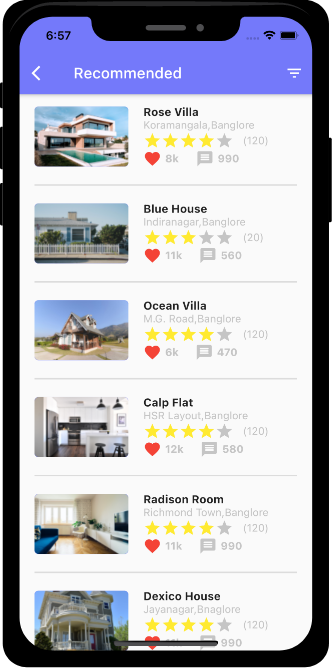 6:57
Recommended
Rose Villa
Koramangala,Banglore
(120)
8k 990
Blue House
Indiranagar,Banglore
(20)
11k 560
Ocean Villa
M.G. Road,Banglore
(120)
6k 470
Calp Flat
HSR Layout,Banglore
(120)
12k 580
Radison Room
Richmond Town,Banglore
(120)
11k 990
Dexico House
Jayanagar,Bnaglore
(120)
990